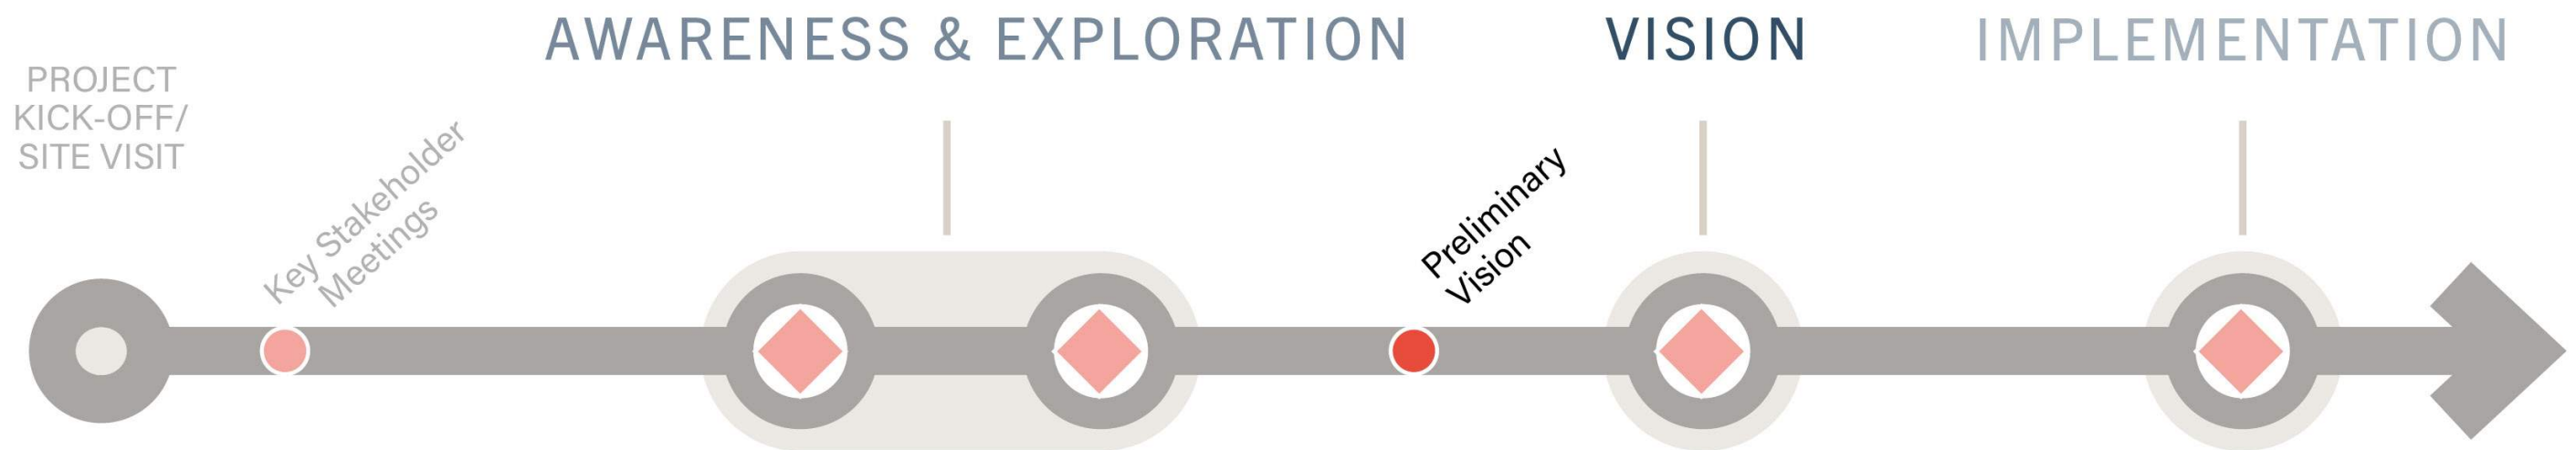 AWARENESS & EXPLORATION
VISION
IMPLEMENTATION
PROJECT
KICK-OFF/
SITE VISIT
Key Stakeholder
Meetings
Preliminary
Vision